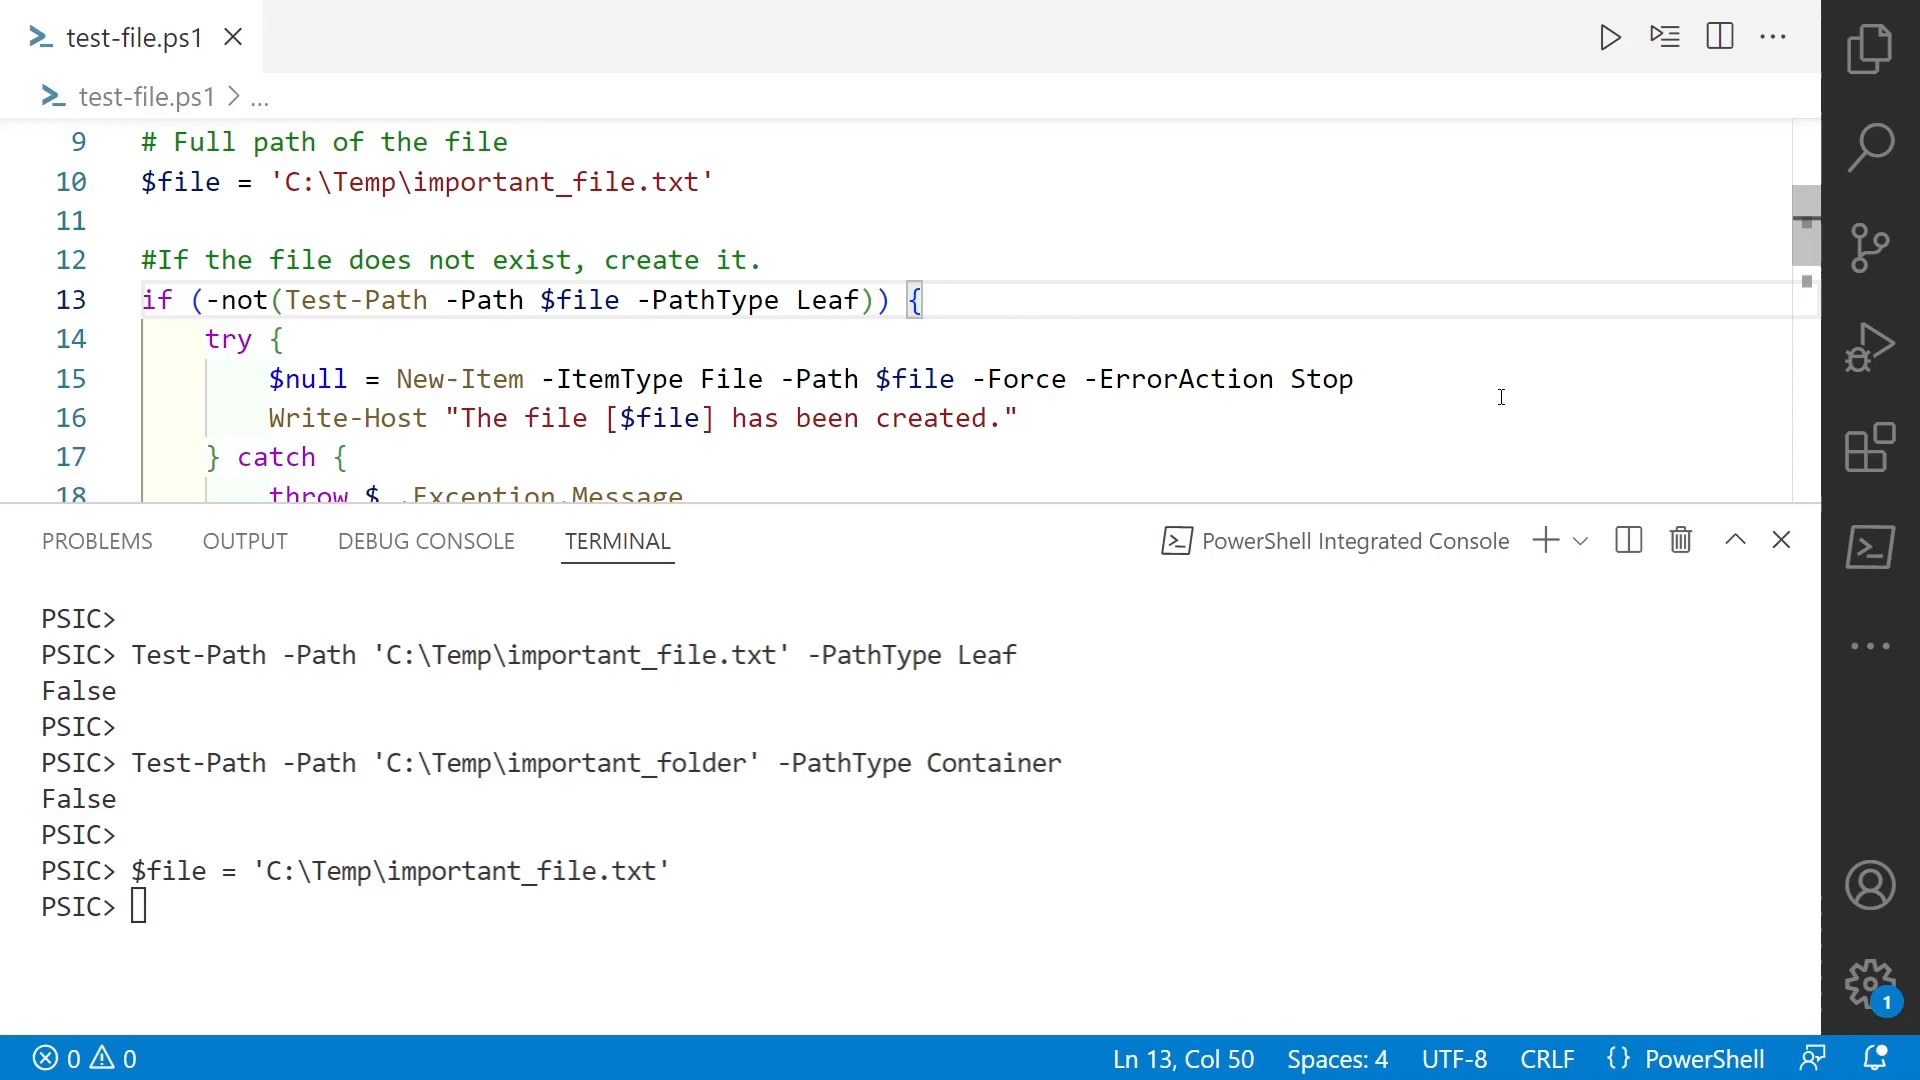 test-file.ps1
test-file.ps1 > ...
9 # Full path of the file
10 $file = 'C:\Temp\important_file.txt'
11
12 #If the file does not exist, create it.
13 if (-not(Test-Path -Path $file -PathType Leaf)) {
14 try {
15 $null = New-Item -ItemType File -Path $file -Force -ErrorAction Stop
16 Write-Host "The file [$file] has been created."
17 } catch {
18 throw $_.Exception.Message
PROBLEMS OUTPUT DEBUG CONSOLE TERMINAL PowerShell Integrated Console
PSIC>
PSIC> Test-Path -Path 'C:\Temp\important_file.txt' -PathType Leaf
False
PSIC>
PSIC> Test-Path -Path 'C:\Temp\important_folder' -PathType Container
False
PSIC>
PSIC> $file = 'C:\Temp\important_file.txt'
PSIC>
1
0 0 Ln 13, Col 50 Spaces: 4 UTF-8 CRLF {} PowerShell